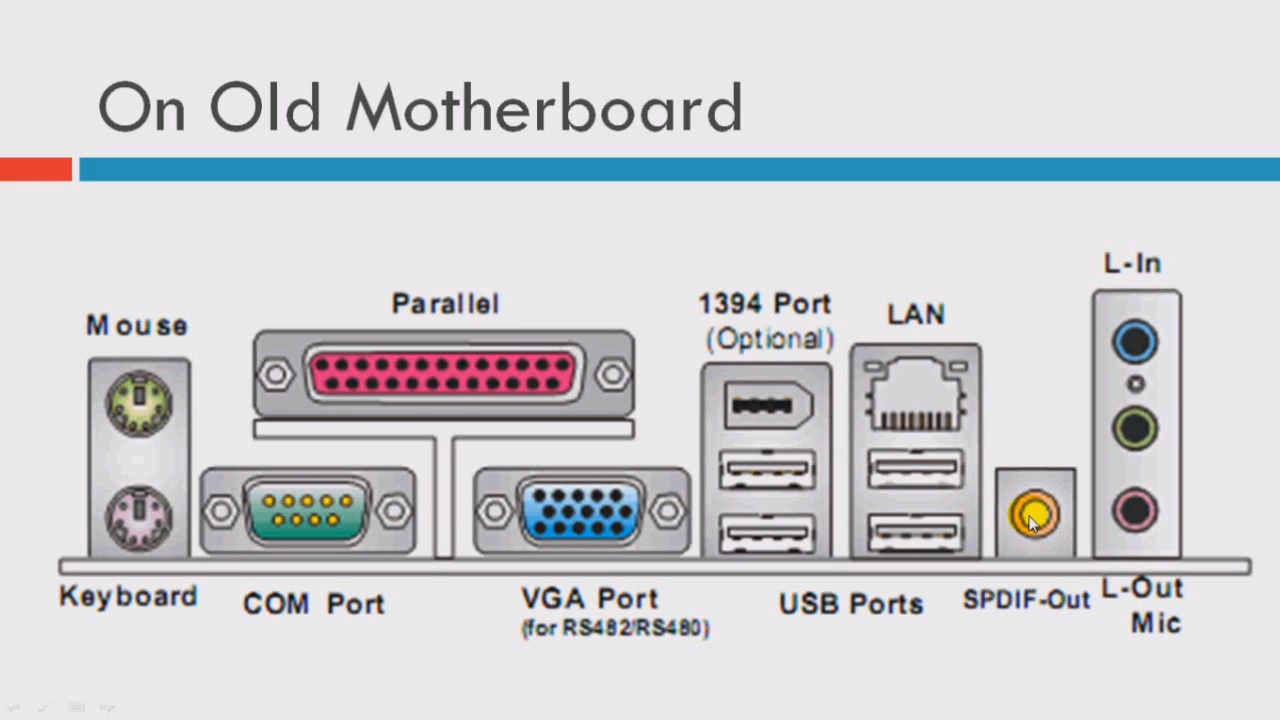 On Old Motherboard
L-In
Mouse
Parallel
1394 Port
(Optional)
LAN
Keyboard
COM Port
VGA Port
(for RS482/RS480)
USB Ports
SPDIF-Out
L-Out
Mic